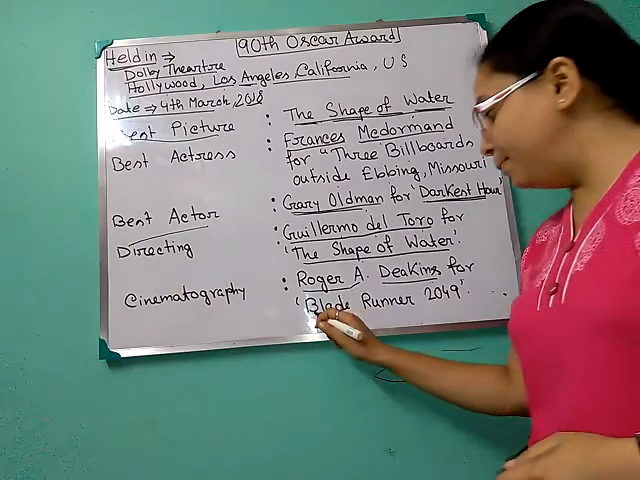 90th Oscar Award
Held in →
Dolby Theartre
Hollywood, Los Angeles, California, US
Date → 4th March, 2018
Best Picture : The Shape of Water
Best Actress : Frances Mcdormand
for "Three Billboards
outside Ebbing, Missouri
Best Actor : Gary Oldman for 'Darkest Hour'
Directing : Guillermo del Toro for
'The Shape of Water'.
Cinematography : Roger A. Deakins for
'Blade Runner 2049'.